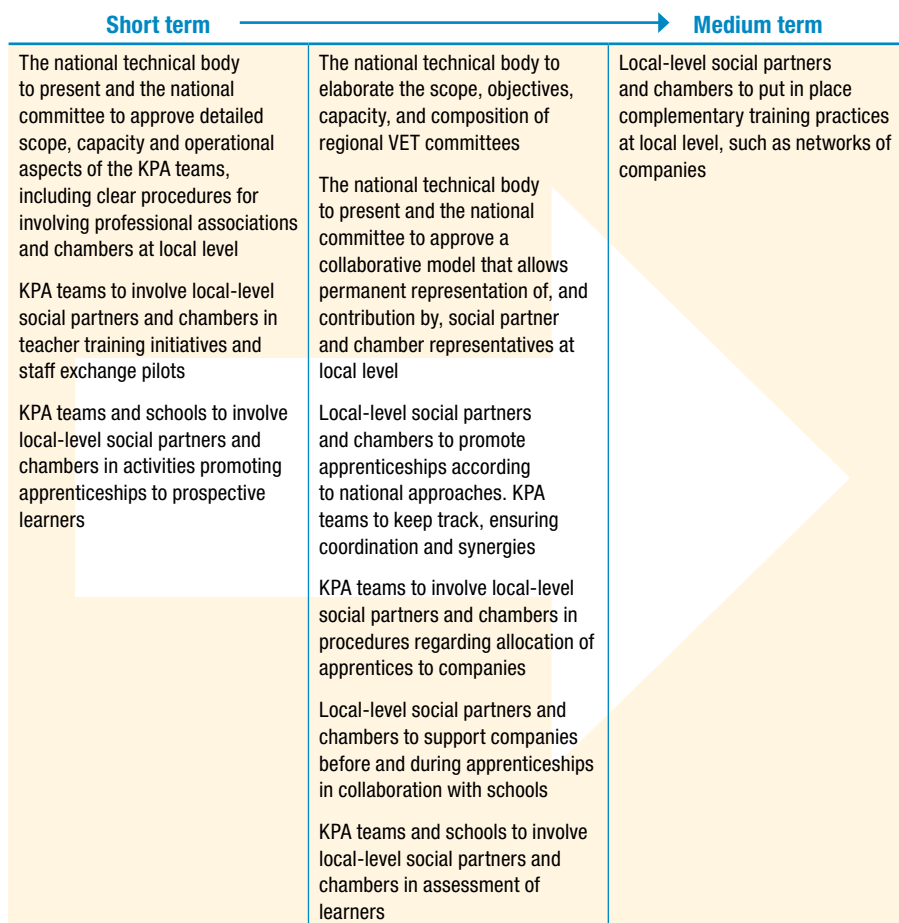 Short term
Medium term
The national technical body
to present and the national
committee to approve detailed
scope, capacity and operational
aspects of the KPA teams,
including clear procedures for
involving professional associations
and chambers at local level
KPA teams to involve local-level
social partners and chambers in
teacher training initiatives and
staff exchange pilots
KPA teams and schools to involve
local-level social partners and
chambers in activities promoting
apprenticeships to prospective
learners
The national technical body to
elaborate the scope, objectives,
capacity, and composition of
regional VET committees
The national technical body
to present and the national
committee to approve a
collaborative model that allows
permanent representation of, and
contribution by, social partner
and chamber representatives at
local level
Local-level social partners
and chambers to promote
apprenticeships according
to national approaches. KPA
teams to keep track, ensuring
coordination and synergies
KPA teams to involve local-level
social partners and chambers in
procedures regarding allocation of
apprentices to companies
Local-level social partners and
chambers to support companies
before and during apprenticeships
in collaboration with schools
KPA teams and schools to involve
local-level social partners and
chambers in assessment of
learners
Local-level social partners
and chambers to put in place
complementary training practices
at local level, such as networks of
companies